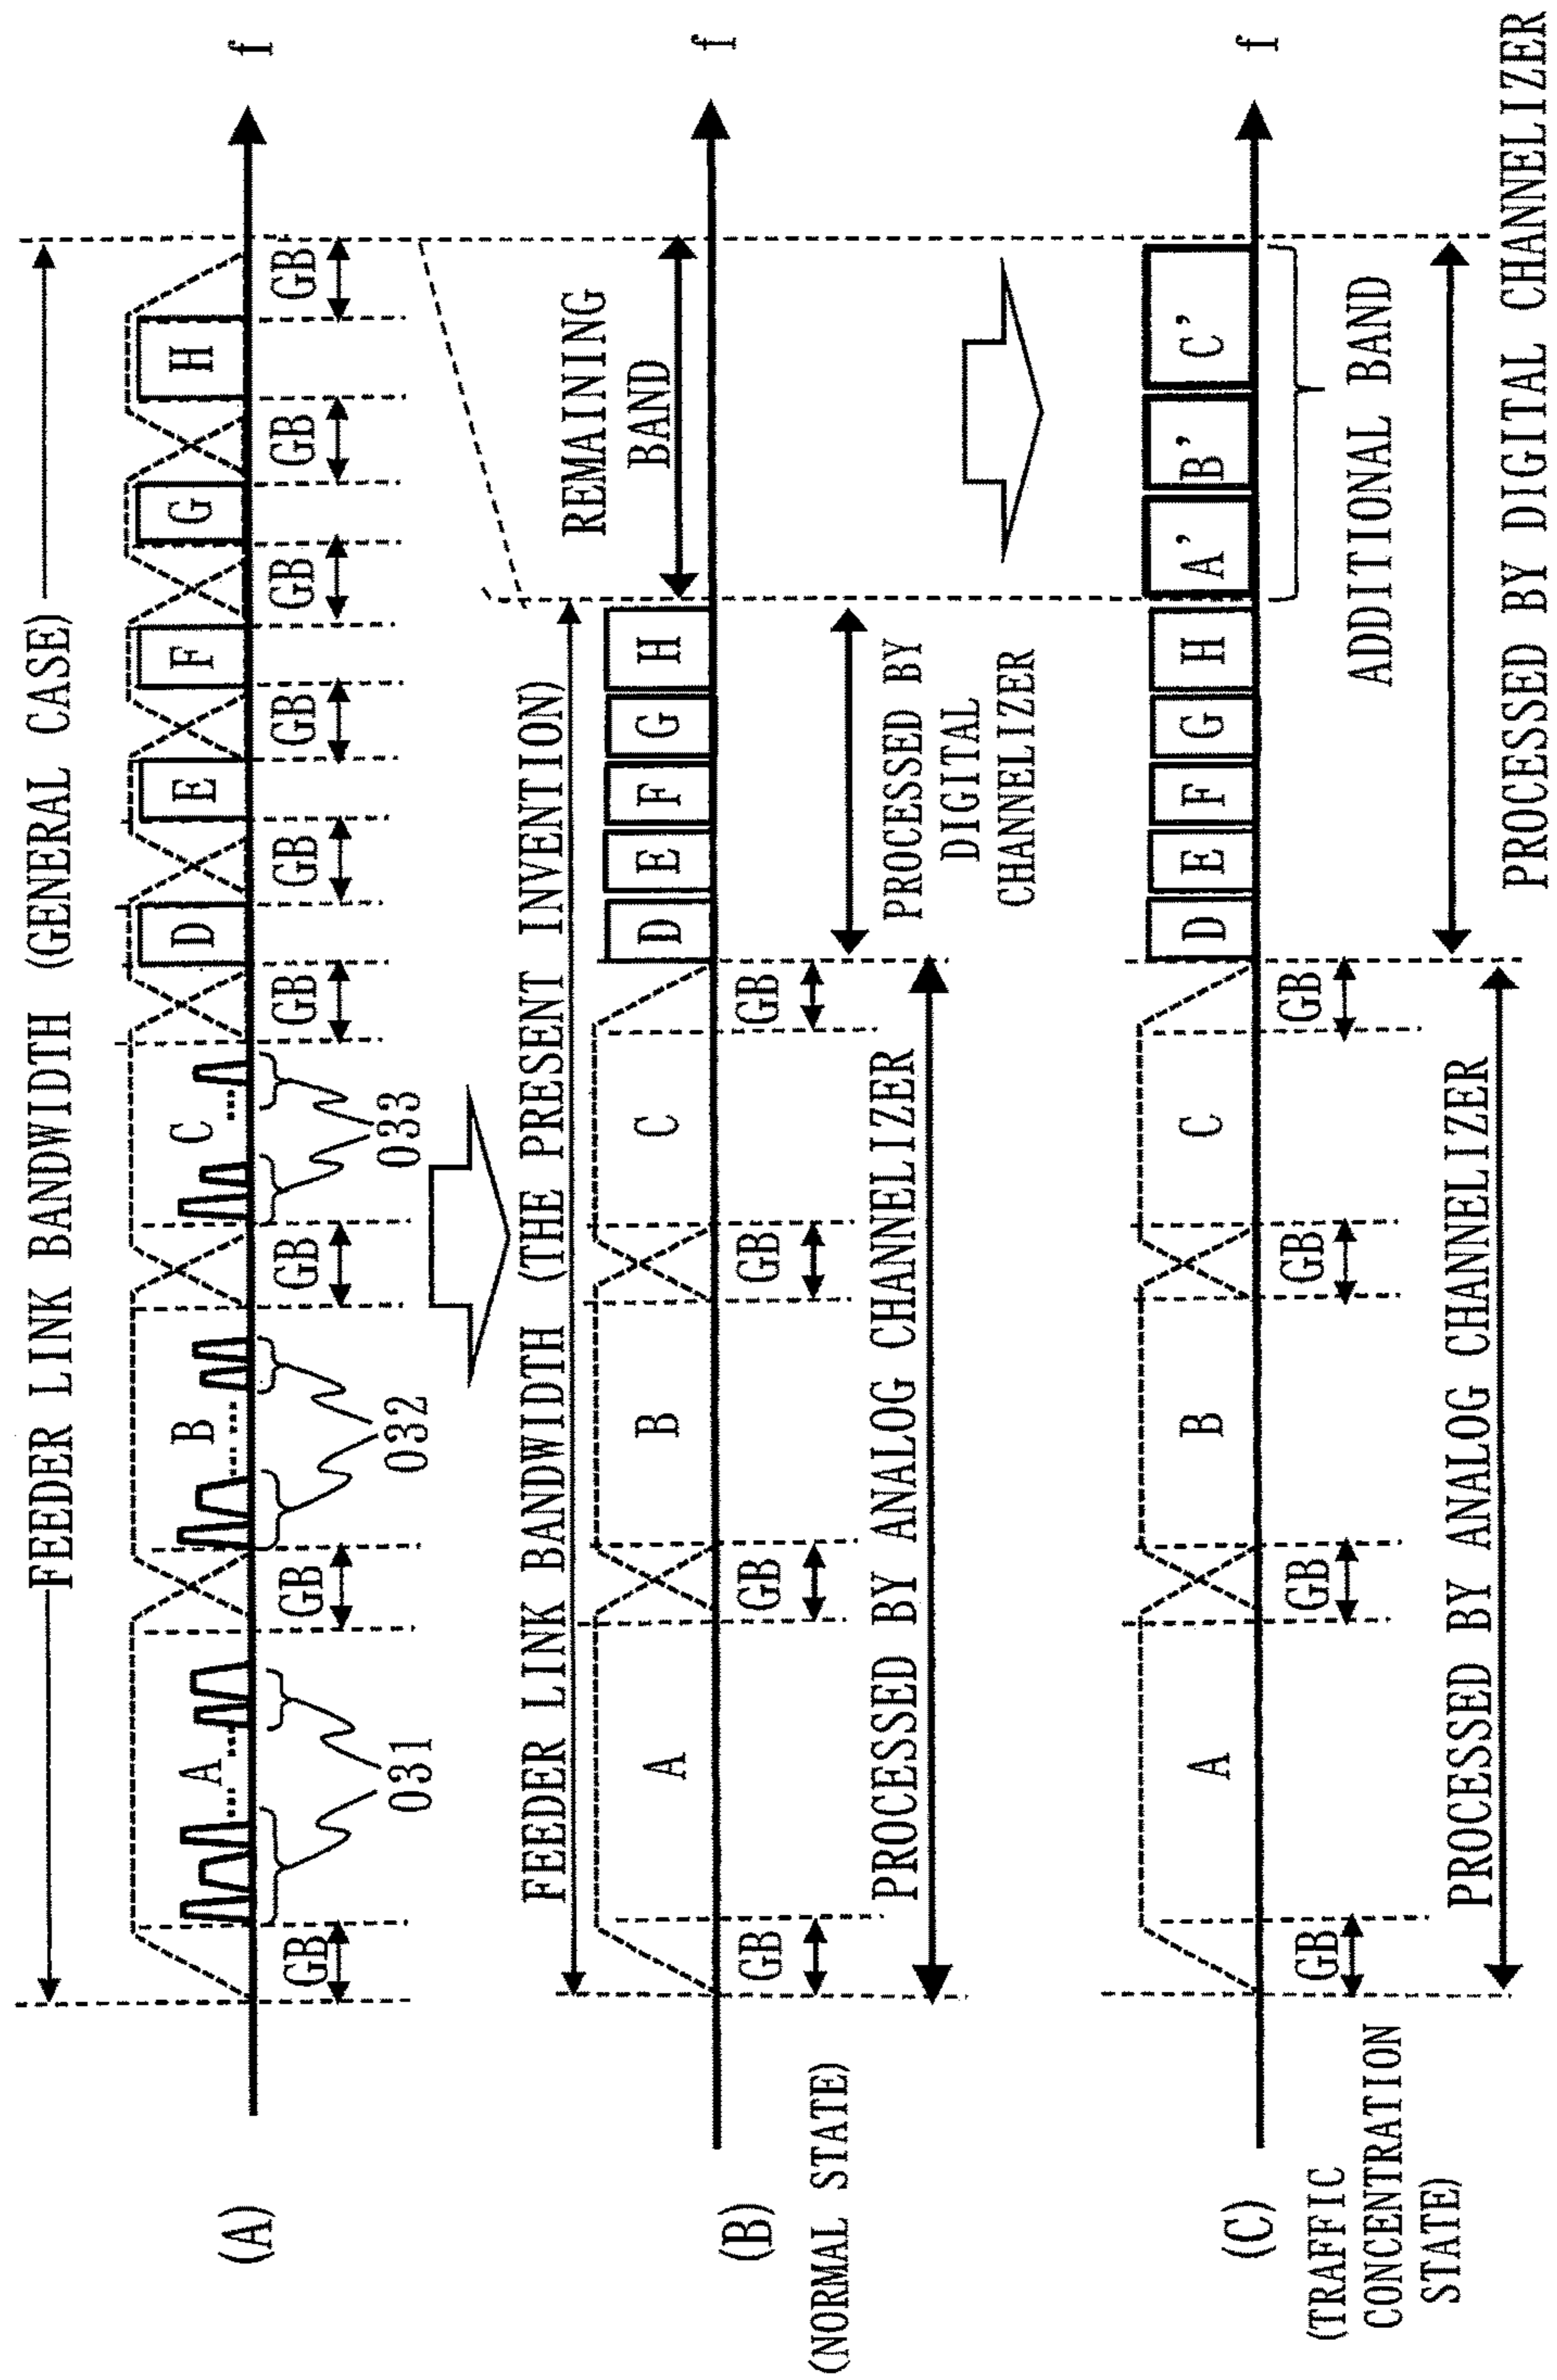 FEEDER LINK BANDWIDTH (GENERAL CASE)
(A)
A
B
C
D
E
F
G
H
f
GB
GB
GB
GB
GB
GB
GB
GB
GB
031
032
033
FEEDER LINK BANDWIDTH (THE PRESENT INVENTION)
REMAINING
BAND
(B)
(NORMAL STATE)
A
B
C
D
E
F
G
H
f
GB
GB
GB
GB
PROCESSED BY ANALOG CHANNELIZER
PROCESSED BY
DIGITAL
CHANNELIZER
(C)
(TRAFFIC
CONCENTRATION
STATE)
A
B
C
D
E
F
G
H
A'
B'
C'
f
GB
GB
GB
GB
ADDITIONAL BAND
PROCESSED BY ANALOG CHANNELIZER
PROCESSED BY DIGITAL CHANNELIZER